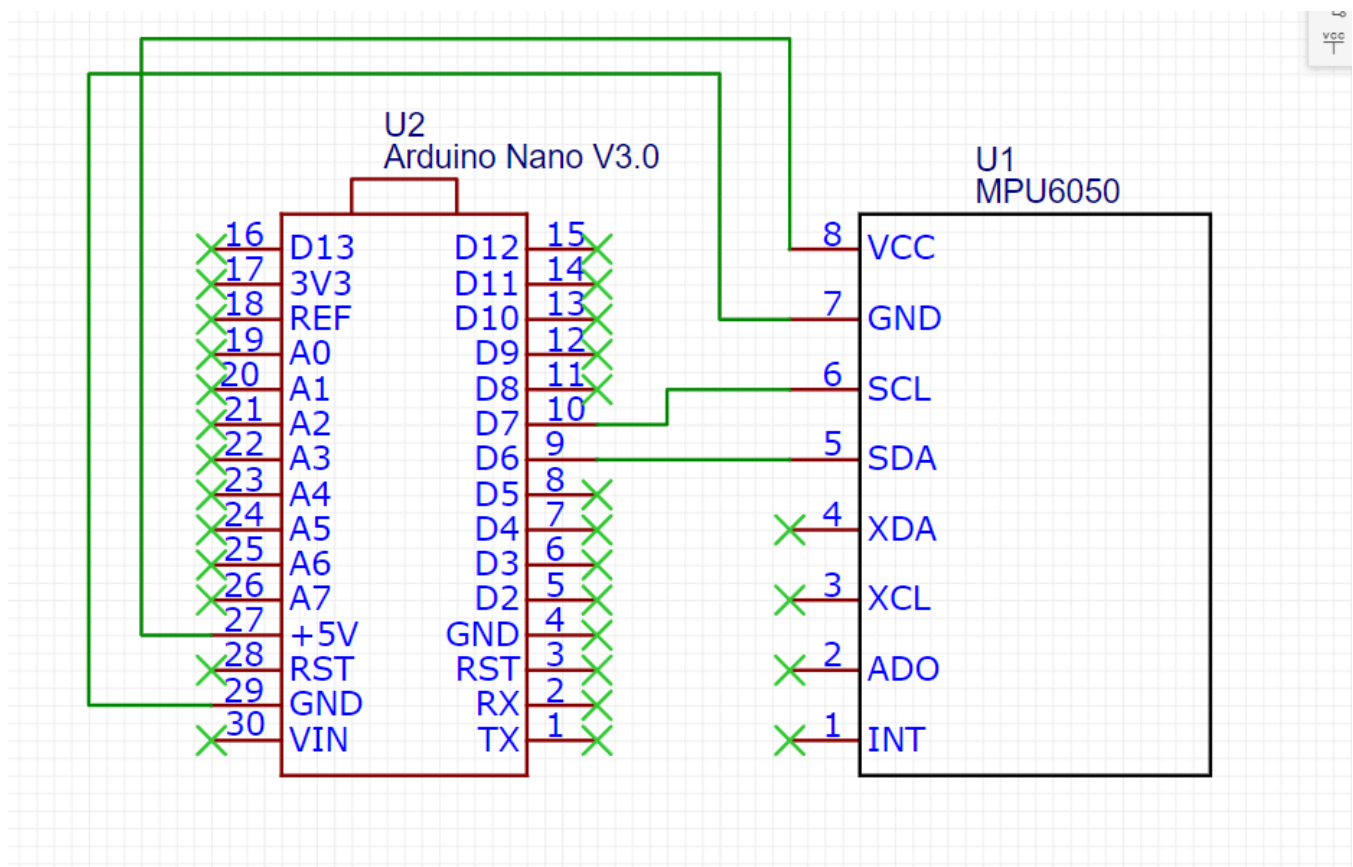 vcc
U2
Arduino Nano V3.0
U1
MPU6050
16 D13 D12 15
17 3V3 D11 14
18 REF D10 13
19 A0 D9 12
20 A1 D8 11
21 A2 D7 10
22 A3 D6 9
23 A4 D5 8
24 A5 D4 7
25 A6 D3 6
26 A7 D2 5
27 +5V GND 4
28 RST RST 3
29 GND RX 2
30 VIN TX 1
8 VCC
7 GND
6 SCL
5 SDA
4 XDA
3 XCL
2 ADO
1 INT